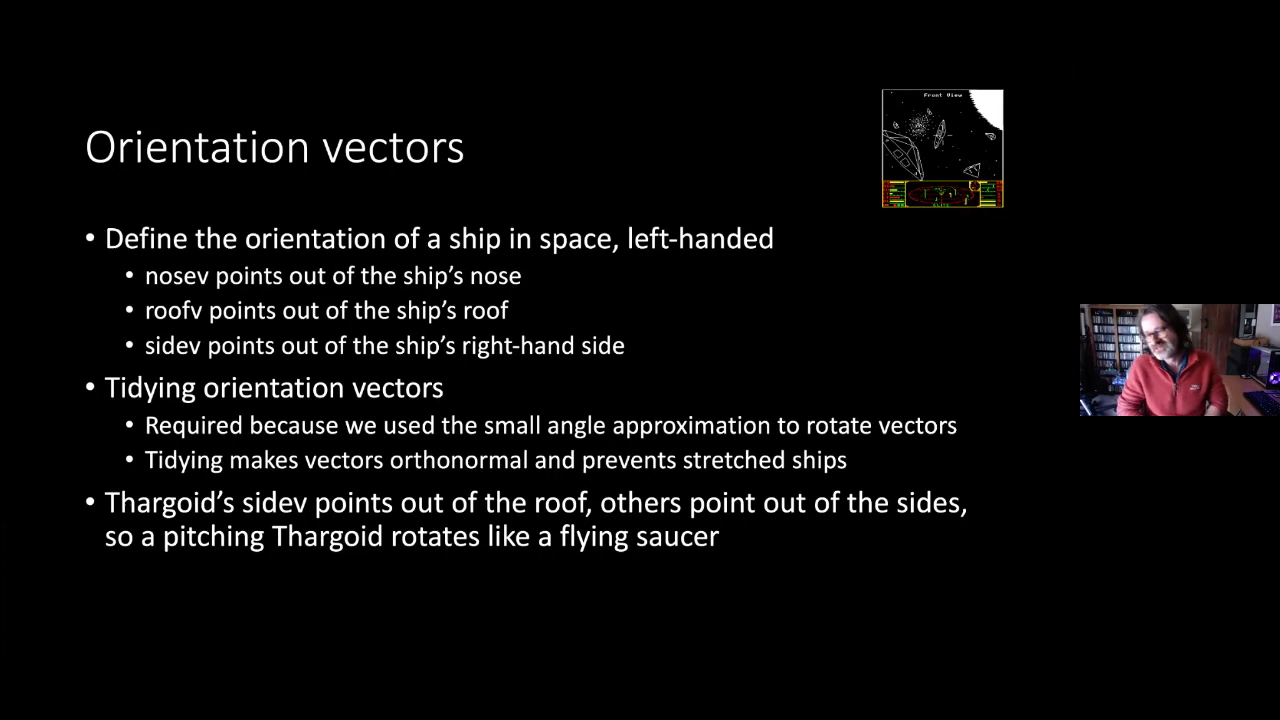 Front View
Orientation vectors
• Define the orientation of a ship in space, left-handed
• nosev points out of the ship’s nose
• roofv points out of the ship’s roof
• sidev points out of the ship’s right-hand side
• Tidying orientation vectors
• Required because we used the small angle approximation to rotate vectors
• Tidying makes vectors orthonormal and prevents stretched ships
• Thargoid’s sidev points out of the roof, others point out of the sides,
so a pitching Thargoid rotates like a flying saucer
ELITE